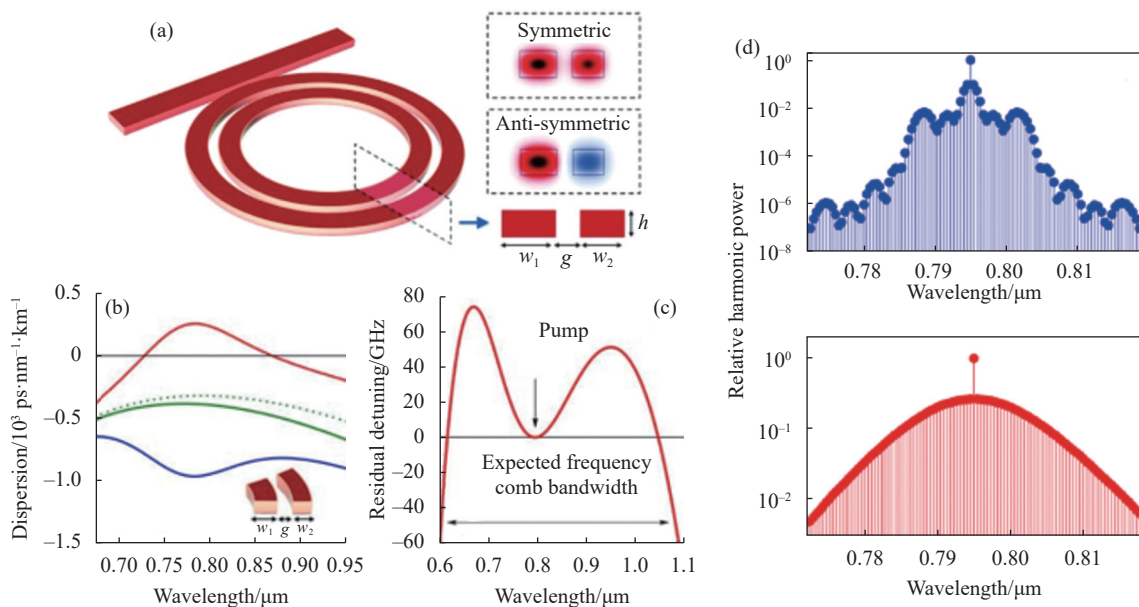 (a)
Symmetric
Anti-symmetric
h
w₁ g w₂
(b)
Dispersion/10³ ps·nm⁻¹·km⁻¹
0.5
0
−0.5
−1.0
−1.5
w₁ g w₂
0.70 0.75 0.80 0.85 0.90 0.95
Wavelength/μm
(c)
Residual detuning/GHz
80
60
40
20
0
−20
−40
−60
Pump
Expected frequency
comb bandwidth
0.6 0.7 0.8 0.9 1.0 1.1
Wavelength/μm
(d)
Relative harmonic power
10⁰
10⁻²
10⁻⁴
10⁻⁶
10⁻⁸
0.78 0.79 0.80 0.81
Wavelength/μm
10⁰
10⁻¹
10⁻²
0.78 0.79 0.80 0.81
Wavelength/μm